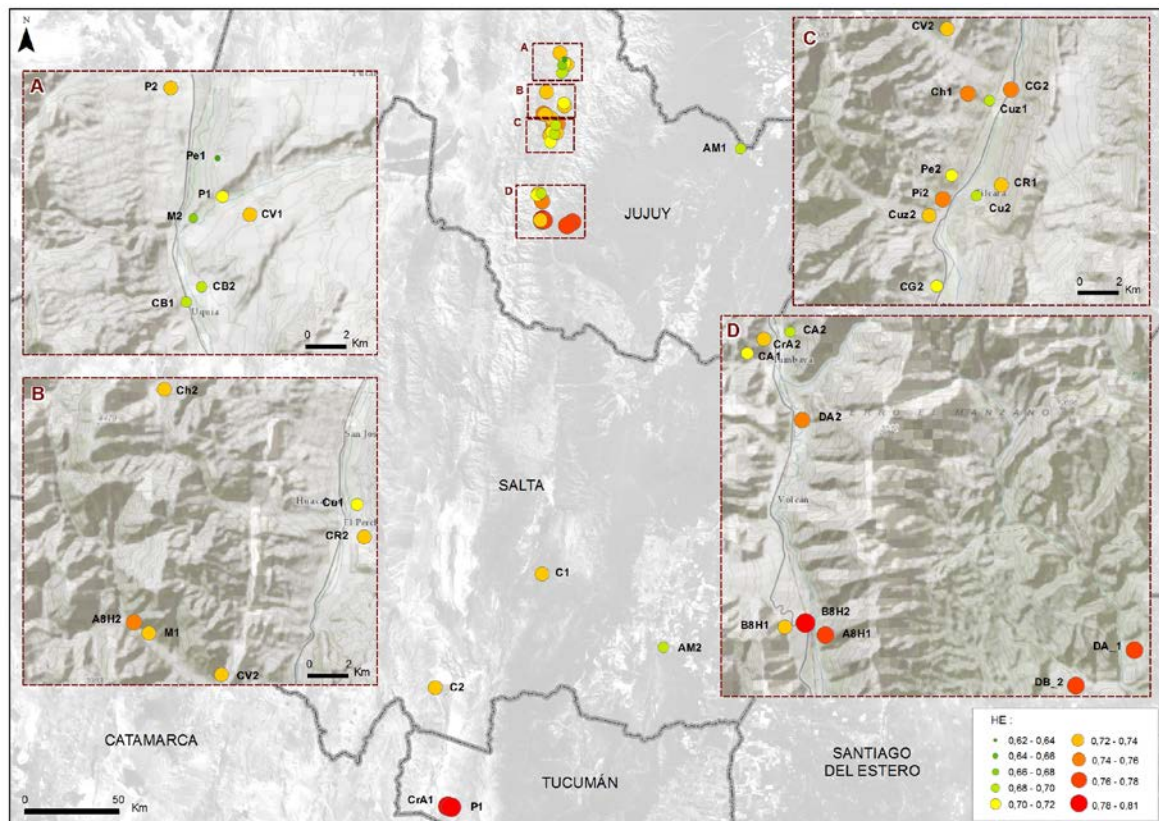 N
A
P2
Pe1
P1
M2
CV1
CB2
CB1
Uquia
0 2
Km
A
B
C
D
AM1
JUJUY
C
CV2
Ch1
CG2
Cuz1
Pe2
Pi2
CR1
Cuz2
Cu2
CG2
0 2
Km
B
Ch2
Cu1
CR2
A8H2
M1
CV2
0 2
Km
D
CA2
CrA2
CA1
DA2
Volcan
B8H2
B8H1
A8H1
DA_1
DB_2
SALTA
C1
AM2
C2
CATAMARCA
TUCUMÁN
SANTIAGO
DEL ESTERO
CrA1
P1
0 50
Km
HE :
0,62 - 0,64
0,64 - 0,66
0,66 - 0,68
0,68 - 0,70
0,70 - 0,72
0,72 - 0,74
0,74 - 0,76
0,76 - 0,78
0,78 - 0,81